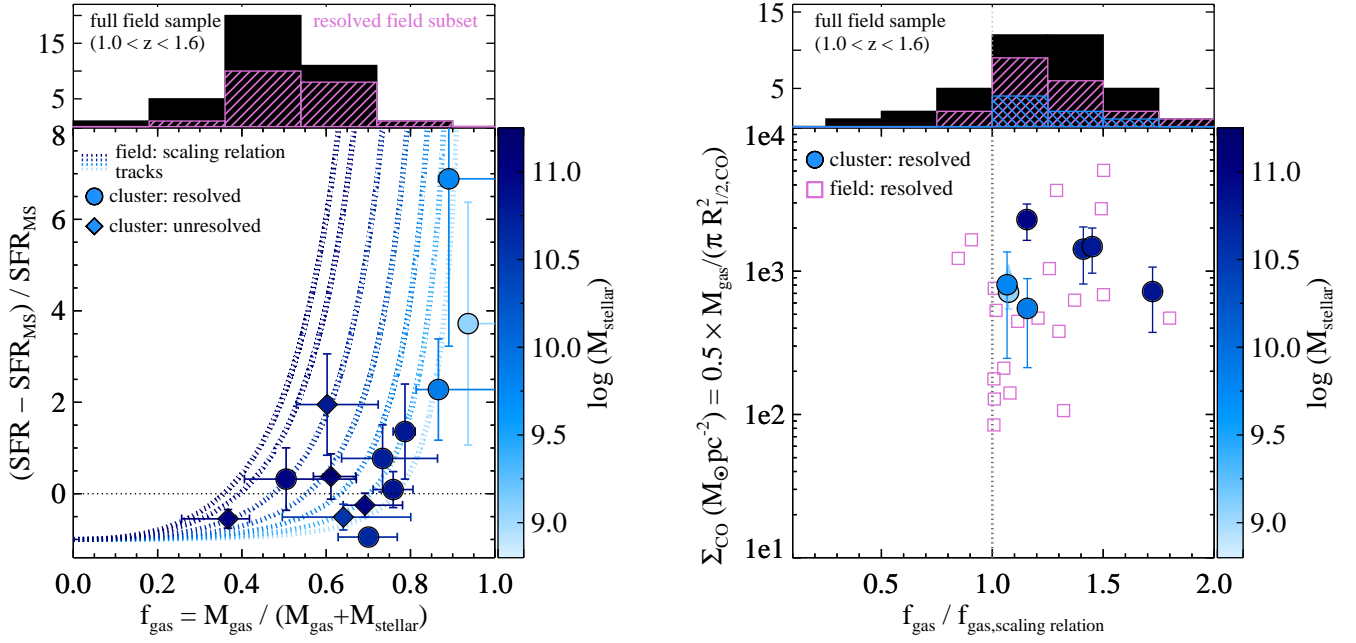 full field sample
(1.0 < z < 1.6)
resolved field subset
15
5
(SFR − SFR_MS) / SFR_MS
8
6
4
2
0
field: scaling relation
tracks
cluster: resolved
cluster: unresolved
0.0 0.2 0.4 0.6 0.8 1.0
f_gas = M_gas / (M_gas+M_stellar)
11.0
10.5
10.0
9.5
9.0
log (M_stellar)
full field sample
(1.0 < z < 1.6)
15
5
Σ_CO (M_⊙pc⁻²) = 0.5 × M_gas/(π R²_1/2,CO)
1e4
1e3
1e2
1e1
cluster: resolved
field: resolved
0.5 1.0 1.5 2.0
f_gas / f_gas,scaling relation
11.0
10.5
10.0
9.5
9.0
log (M_stellar)